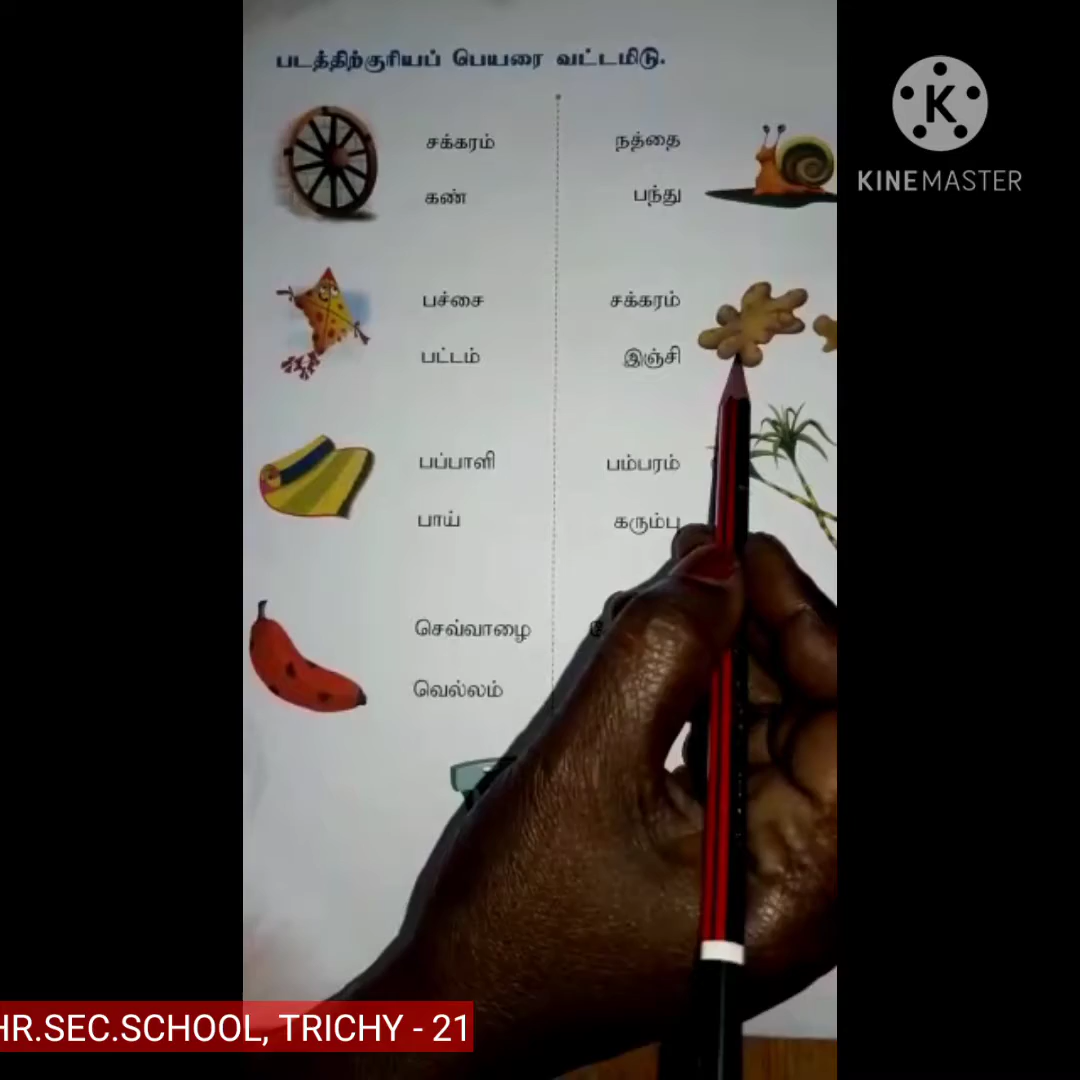 படத்திற்குரியப் பெயரை வட்டமிடு.
சக்கரம்
கண்
பச்சை
பட்டம்
பப்பாளி
பாய்
செவ்வாழை
வெல்லம்
நத்தை
பந்து
சக்கரம்
இஞ்சி
பம்பரம்
கரும்பு
K
KINEMASTER
HR.SEC.SCHOOL, TRICHY - 21